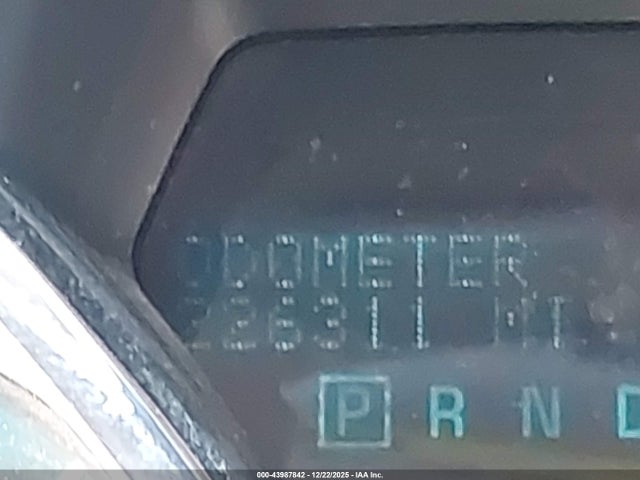 ODOMETER
226311 MI
P R N D
000-43987842 - 12/22/2025 - IAA Inc.